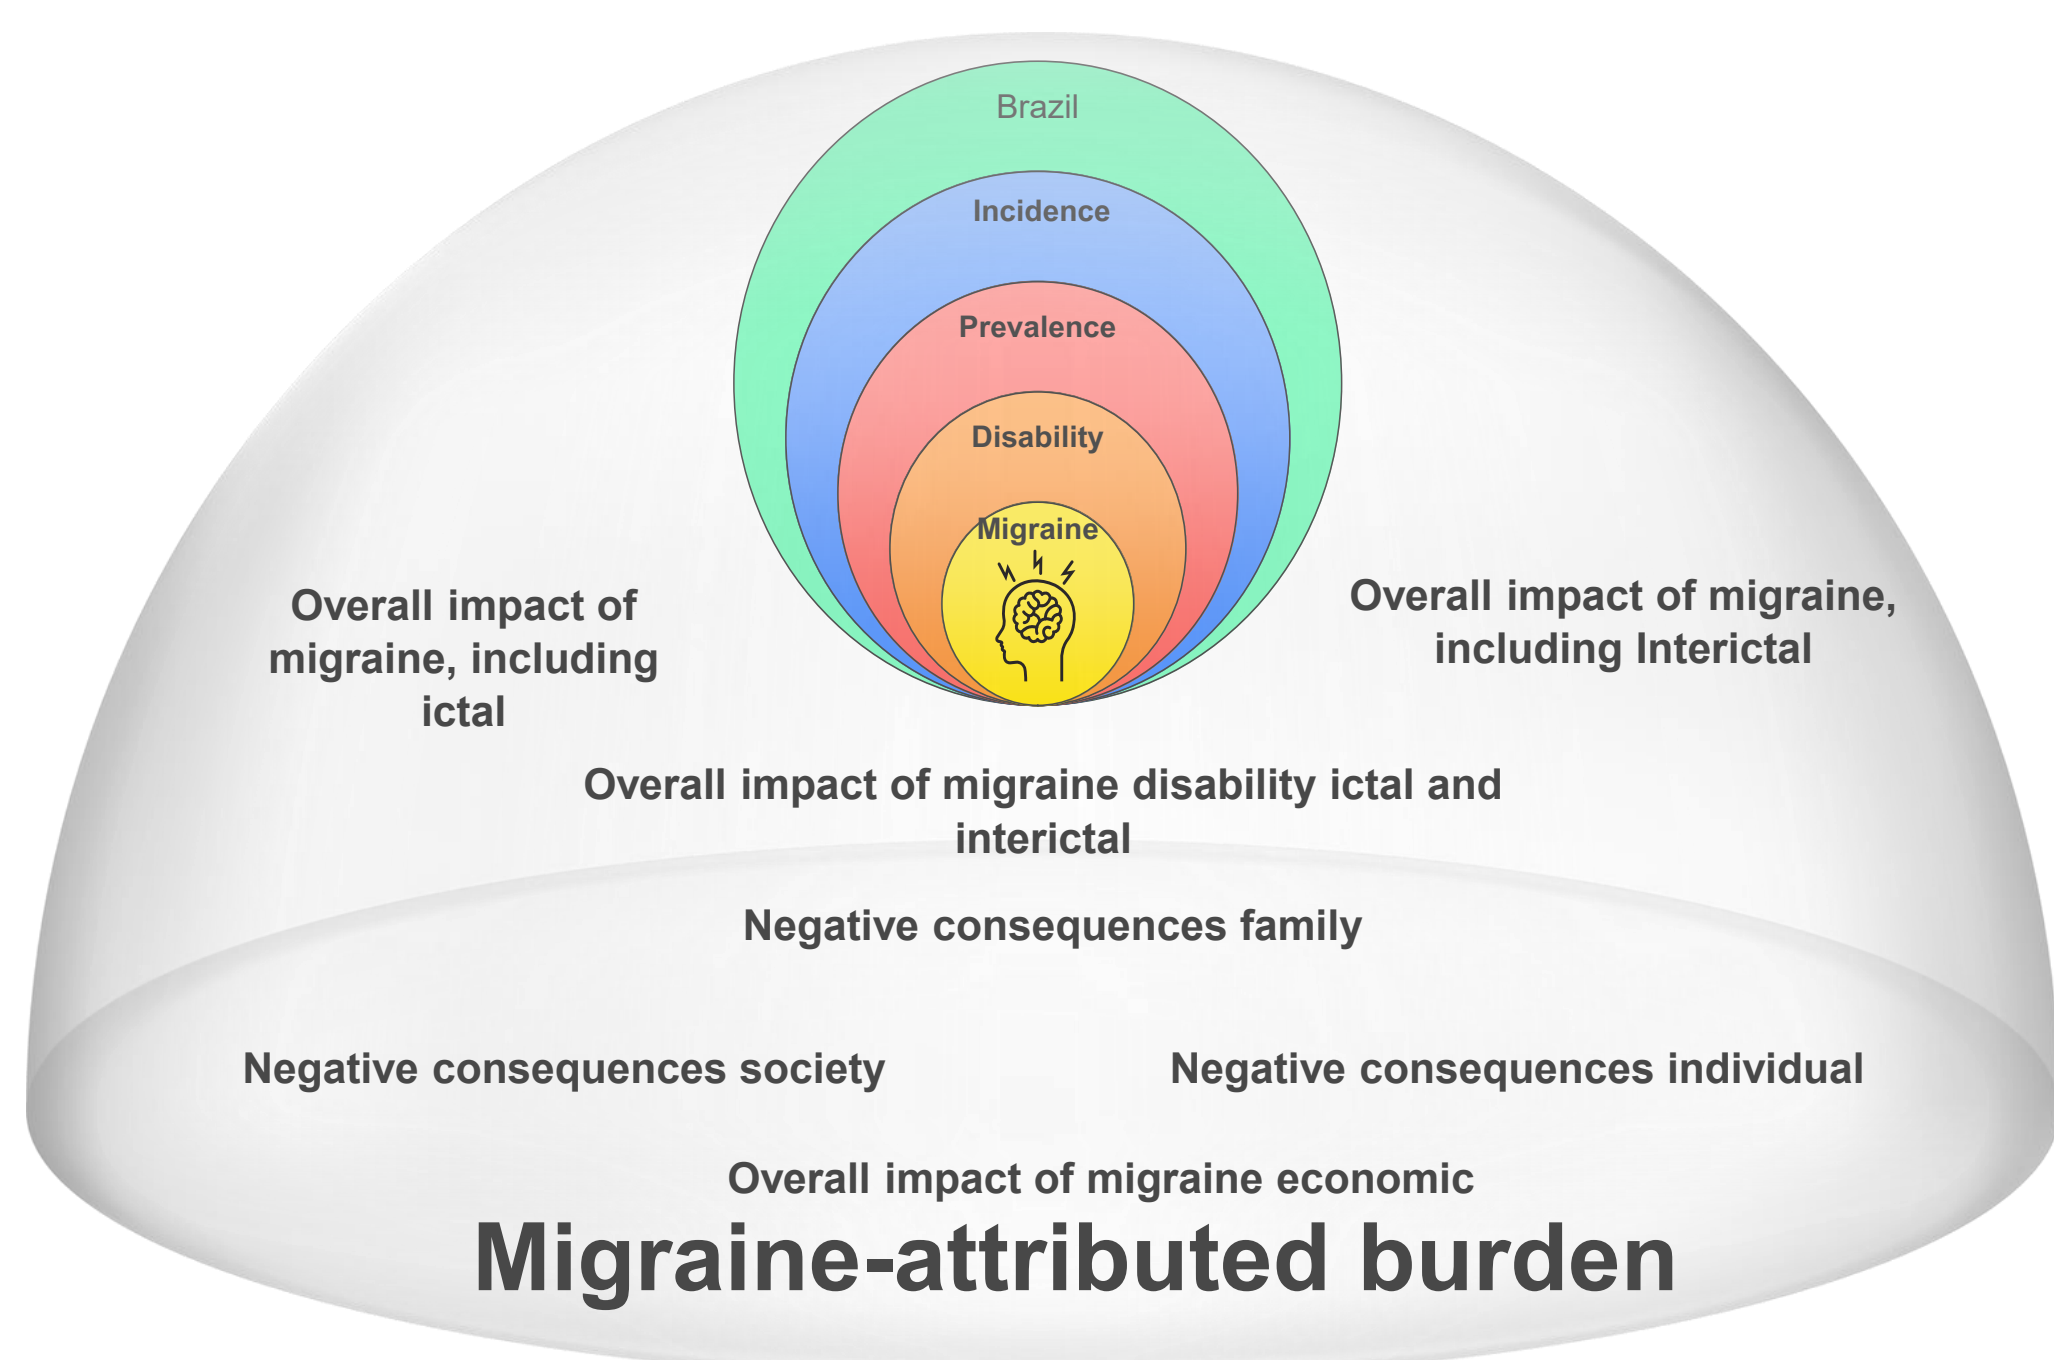 Brazil
Incidence
Prevalence
Disability
Migraine
Overall impact of
migraine, including
ictal
Overall impact of migraine,
including Interictal
Overall impact of migraine disability ictal and
interictal
Negative consequences family
Negative consequences society
Negative consequences individual
Overall impact of migraine economic
Migraine-attributed burden